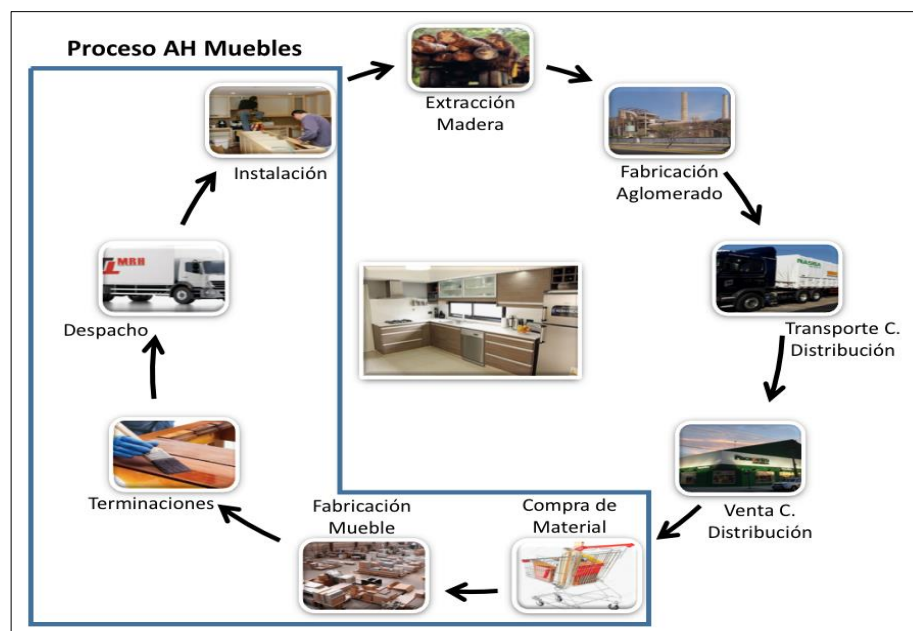 Proceso AH Muebles
Extracción
Madera
Fabricación
Aglomerado
Transporte C.
Distribución
Venta C.
Distribución
Compra de
Material
Fabricación
Mueble
Terminaciones
Despacho
MRH
Instalación